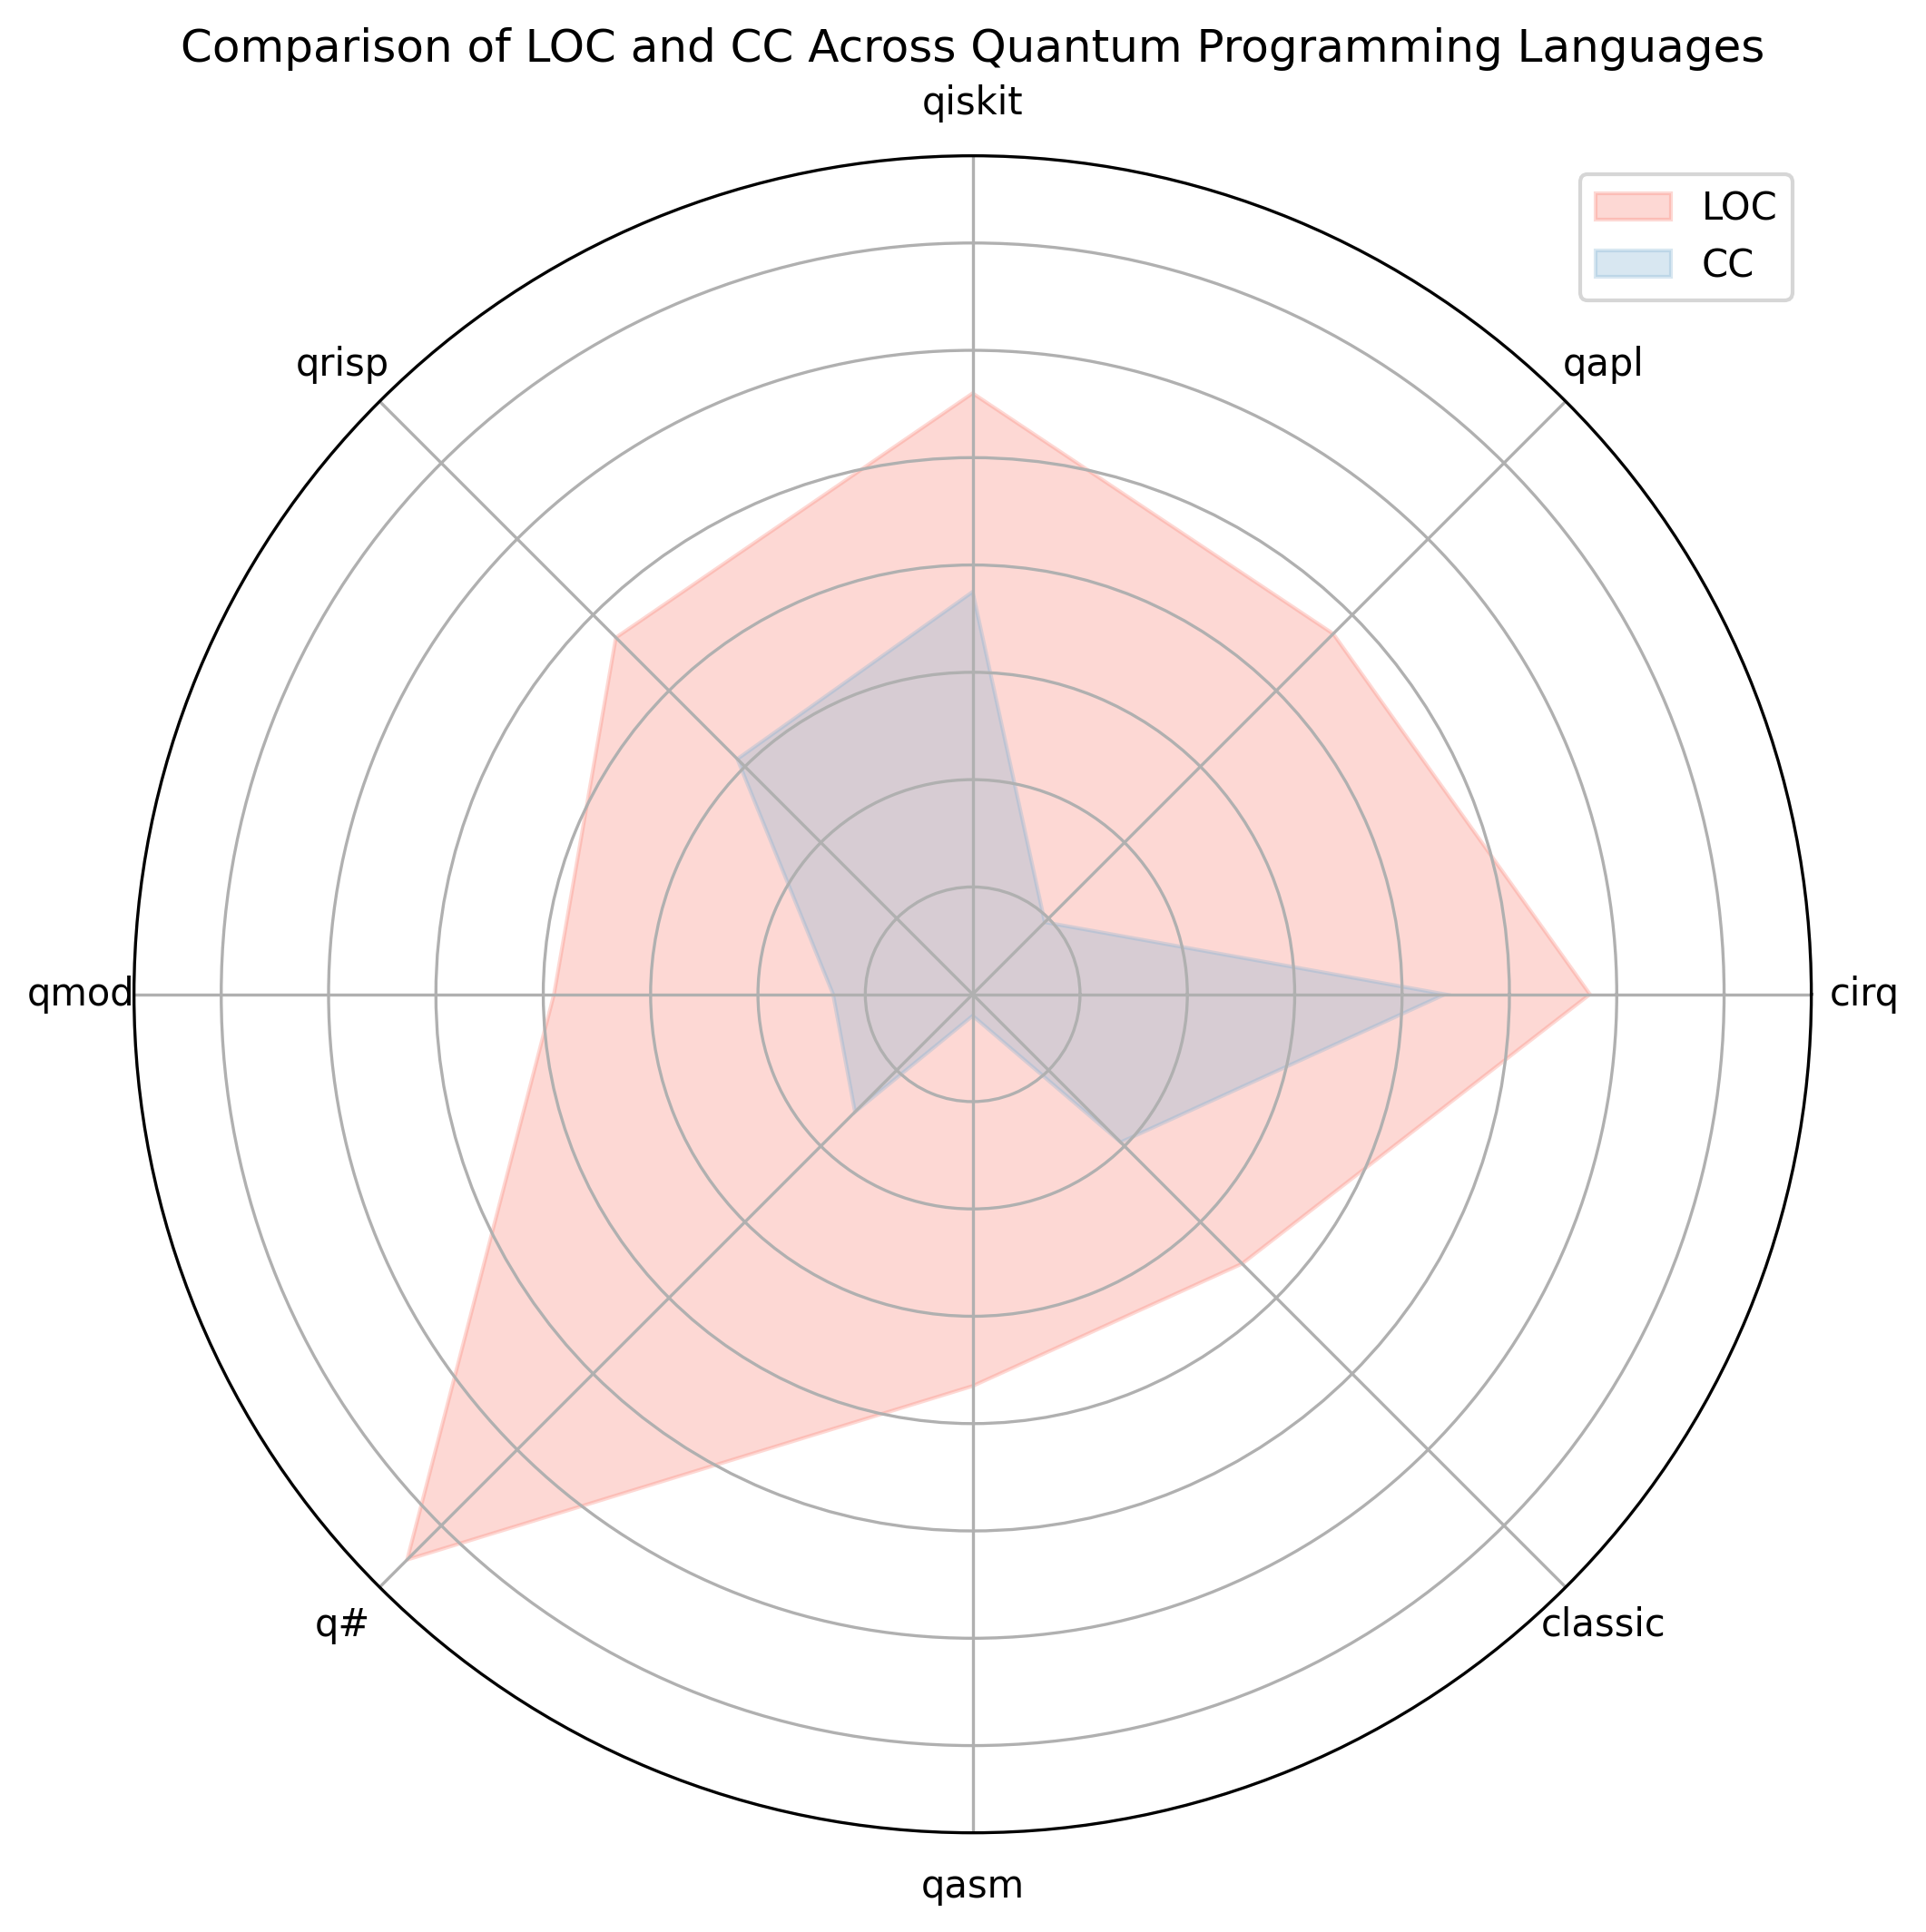 Comparison of LOC and CC Across Quantum Programming Languages
qiskit
LOC
CC
qrisp
qapl
qmod
cirq
q#
classic
qasm